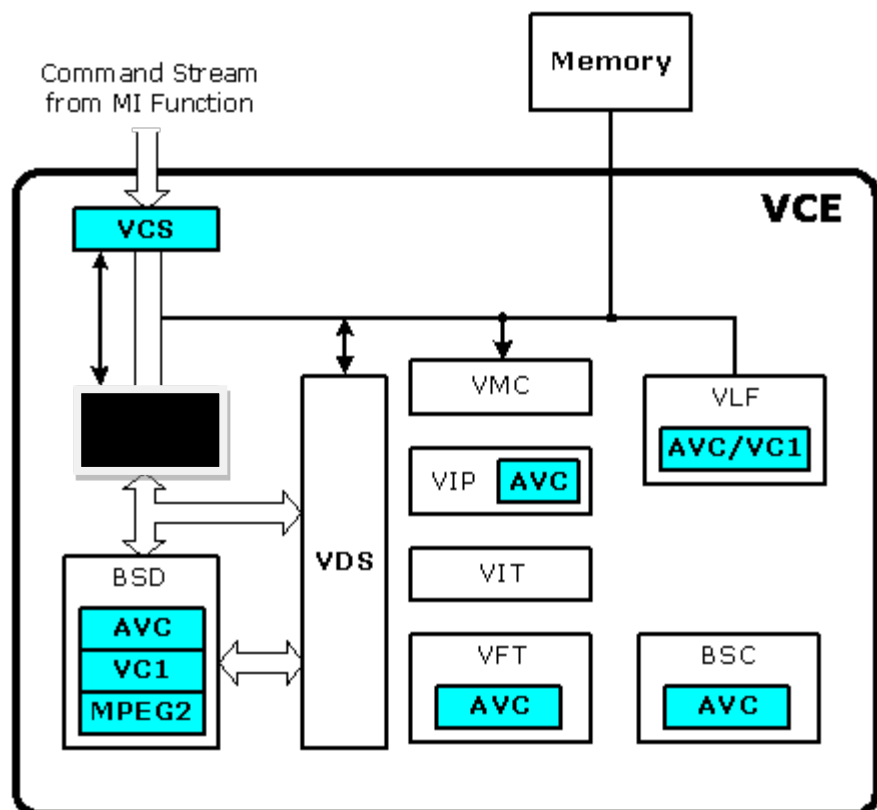 Command Stream
from MI Function
Memory
VCE
VCS
VMC
VLF
AVC/VC1
VIP
AVC
VDS
VIT
BSD
AVC
VC1
MPEG2
VFT
AVC
BSC
AVC